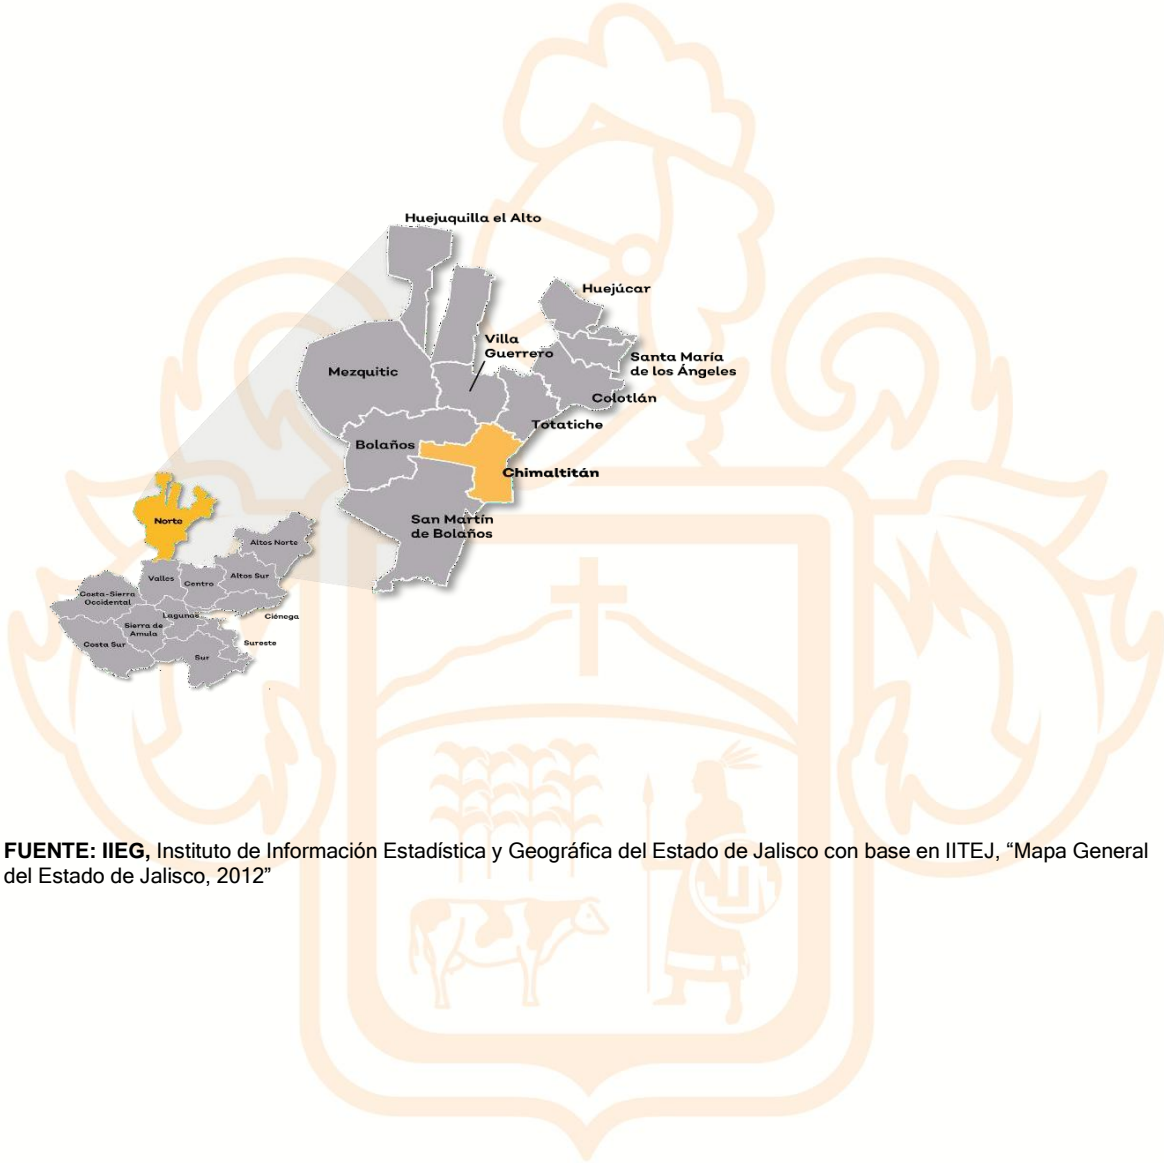 Huejuquilla el Alto
Huejúcar
Villa
Guerrero
Santa María
de los Ángeles
Mezquitic
Colotlán
Totatiche
Bolaños
Chimaltitán
San Martín
de Bolaños
Norte
Altos Norte
Valles
Centro
Altos Sur
Costa-Sierra
Occidental
Lagunas
Ciénega
Sierra de
Amula
Costa Sur
Sureste
Sur
FUENTE: IIEG, Instituto de Información Estadística y Geográfica del Estado de Jalisco con base en IITEJ, “Mapa General
del Estado de Jalisco, 2012”